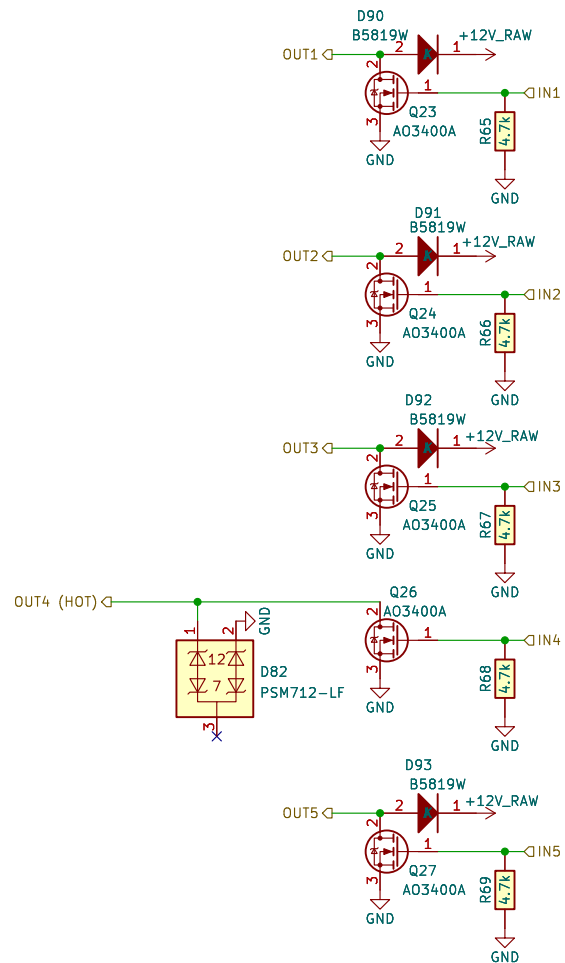 D90
B5819W
+12V_RAW
OUT1
2
K
1
2
1
IN1
Q23
AO3400A
3
R65
4.7k
GND
GND
D91
B5819W
+12V_RAW
OUT2
2
K
1
2
1
IN2
Q24
AO3400A
3
R66
4.7k
GND
GND
D92
B5819W
+12V_RAW
OUT3
2
K
1
2
1
IN3
Q25
AO3400A
3
R67
4.7k
GND
GND
Q26
AO3400A
OUT4 (HOT)
2
1
2
GND
1
IN4
12
7
D82
PSM712-LF
3
3
R68
4.7k
GND
GND
D93
B5819W
+12V_RAW
OUT5
2
K
1
2
1
IN5
Q27
AO3400A
3
R69
4.7k
GND
GND